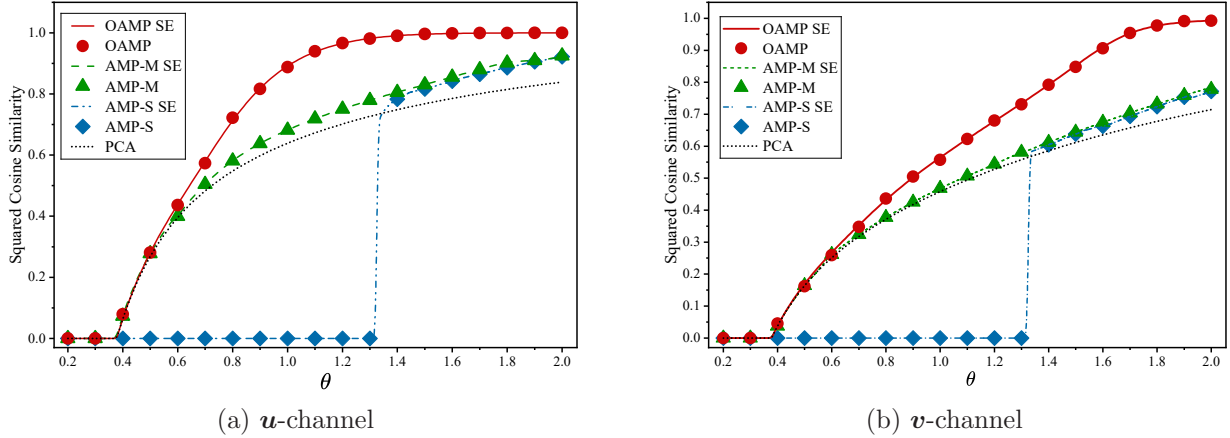 OAMP SE
OAMP
AMP-M SE
AMP-M
AMP-S SE
AMP-S
PCA
Squared Cosine Similarity
1.0
0.8
0.6
0.4
0.2
0.0
0.2 0.4 0.6 0.8 1.0 1.2 1.4 1.6 1.8 2.0
θ
(a) u-channel
OAMP SE
OAMP
AMP-M SE
AMP-M
AMP-S SE
AMP-S
PCA
Squared Cosine Similarity
1.0
0.9
0.8
0.7
0.6
0.5
0.4
0.3
0.2
0.1
0.0
0.2 0.4 0.6 0.8 1.0 1.2 1.4 1.6 1.8 2.0
θ
(b) v-channel